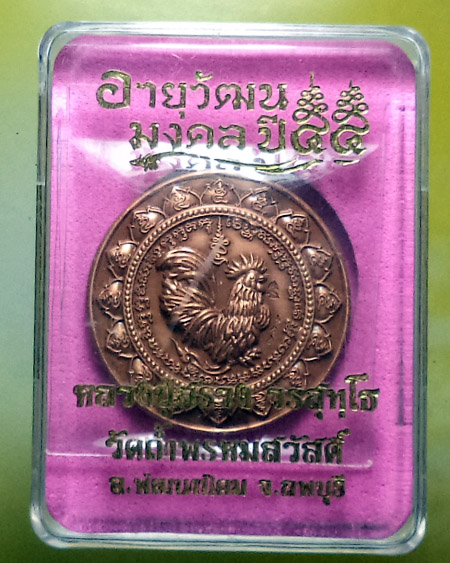 อายุวัฒน
มงคล ปี๕๕
หลวงปู่ วรสุทฺโธ
วัดถ้ำพรหมสวัสดิ์
อ.พัฒนานิคม จ.ลพบุรี